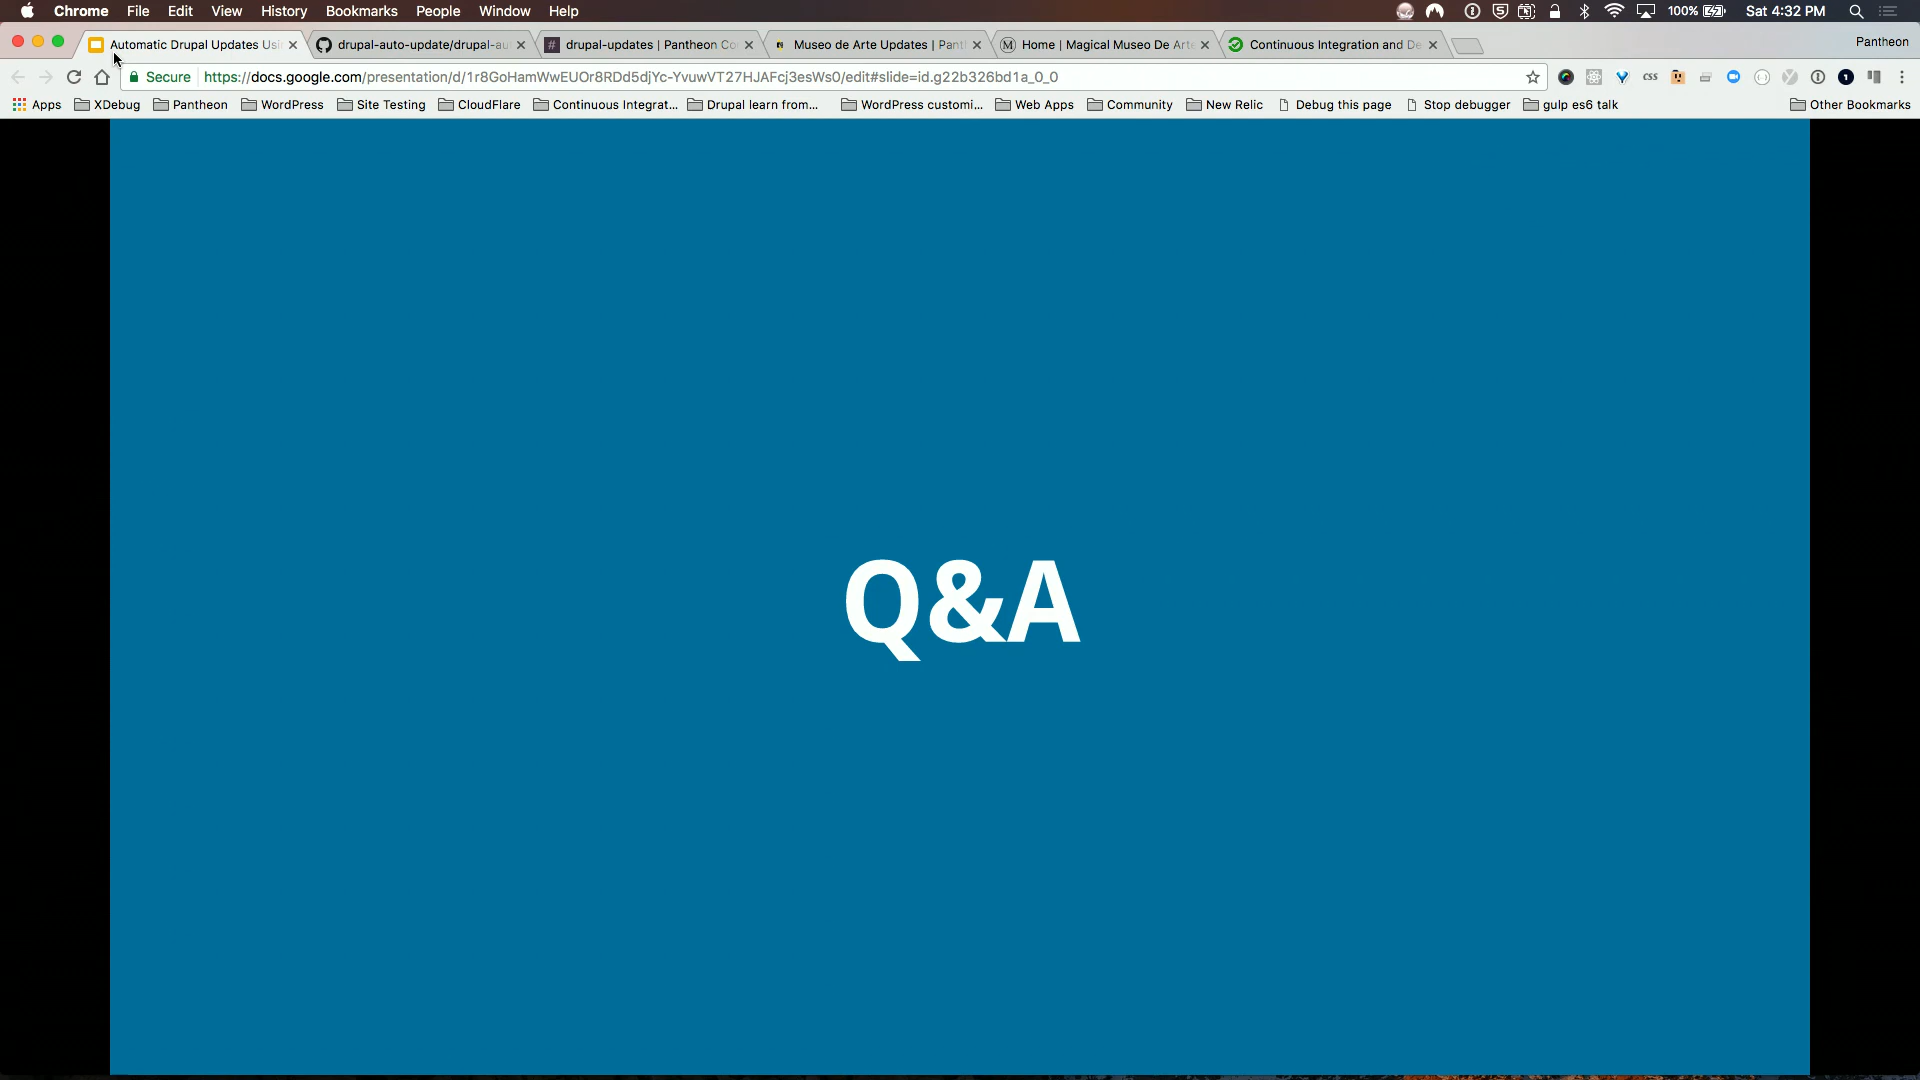 Chrome File Edit View History Bookmarks People Window Help 100% Sat 4:32 PM
Automatic Drupal Updates Usi drupal-auto-update/drupal-au # drupal-updates | Pantheon Co Museo de Arte Updates | Pant M Home | Magical Museo De Arte Continuous Integration and De Pantheon
Secure https://docs.google.com/presentation/d/1r8GoHamWwEUOr8RDd5djYc-YvuwVT27HJAFcj3esWs0/edit#slide=id.g22b326bd1a_0_0 CSS
Apps XDebug Pantheon WordPress Site Testing CloudFlare Continuous Integrat... Drupal learn from... WordPress customi... Web Apps Community New Relic Debug this page Stop debugger gulp es6 talk Other Bookmarks
Q&A